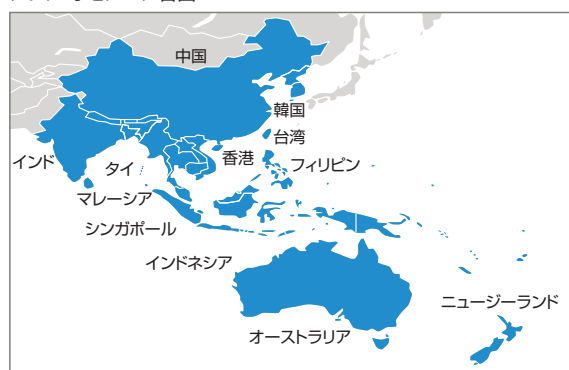 中国
韓国
台湾
香港
フィリピン
インド
タイ
マレーシア
シンガポール
インドネシア
ニュージーランド
オーストラリア